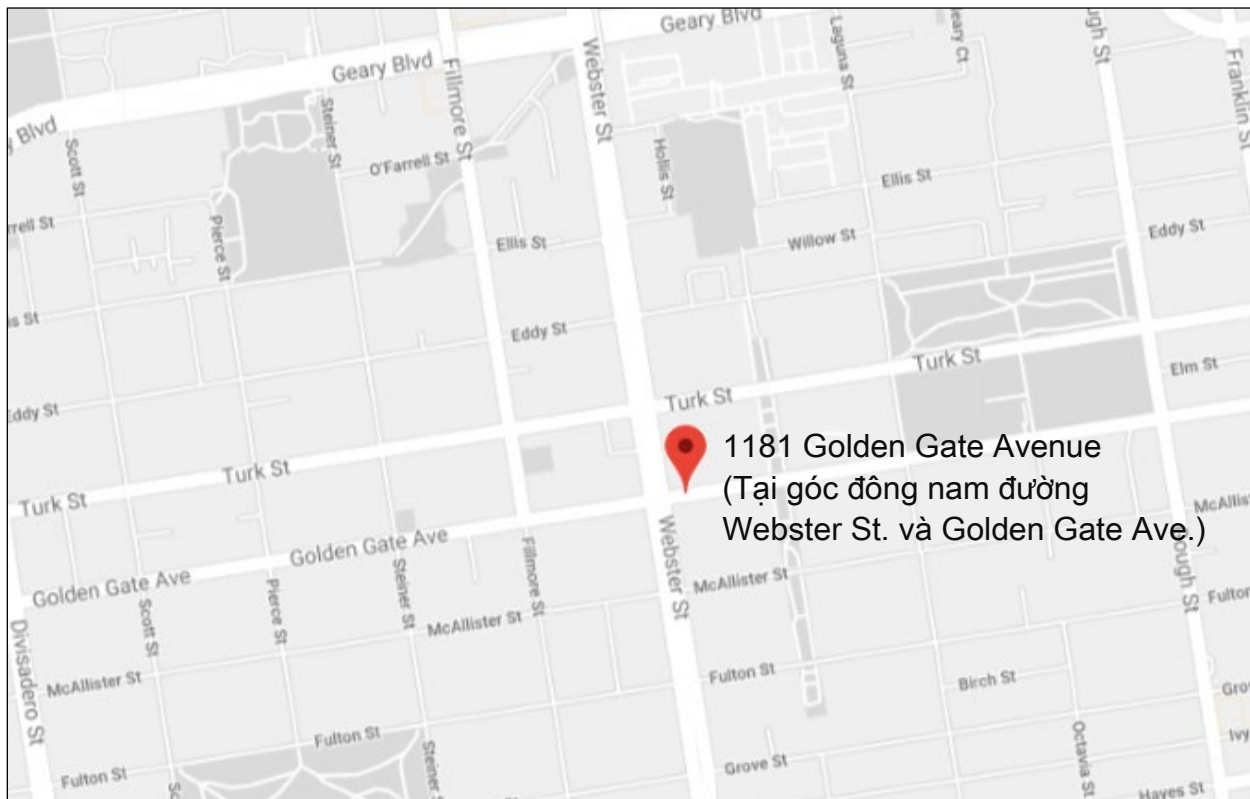 Geary Blvd
Geary Blvd
Laguna St
Geary Ct
Franklin St
Webster St
Fillmore St
Steiner St
Scott St
O'Farrell St
Hollis St
Ellis St
Pierce St
Ellis St
Willow St
Eddy St
Eddy St
Turk St
Elm St
Turk St
Eddy St
Turk St
Turk St
1181 Golden Gate Avenue
(Tại góc đông nam đường
Webster St. và Golden Gate Ave.)
Golden Gate Ave
Golden Gate Ave
Fillmore St
Webster St
McAllister St
Steiner St
Pierce St
Scott St
McAllister St
McAllister St
Divisadero St
Fulton St
Birch St
Fulton St
Fulton St
Steiner St
Grove St
Octavia St
Hayes St